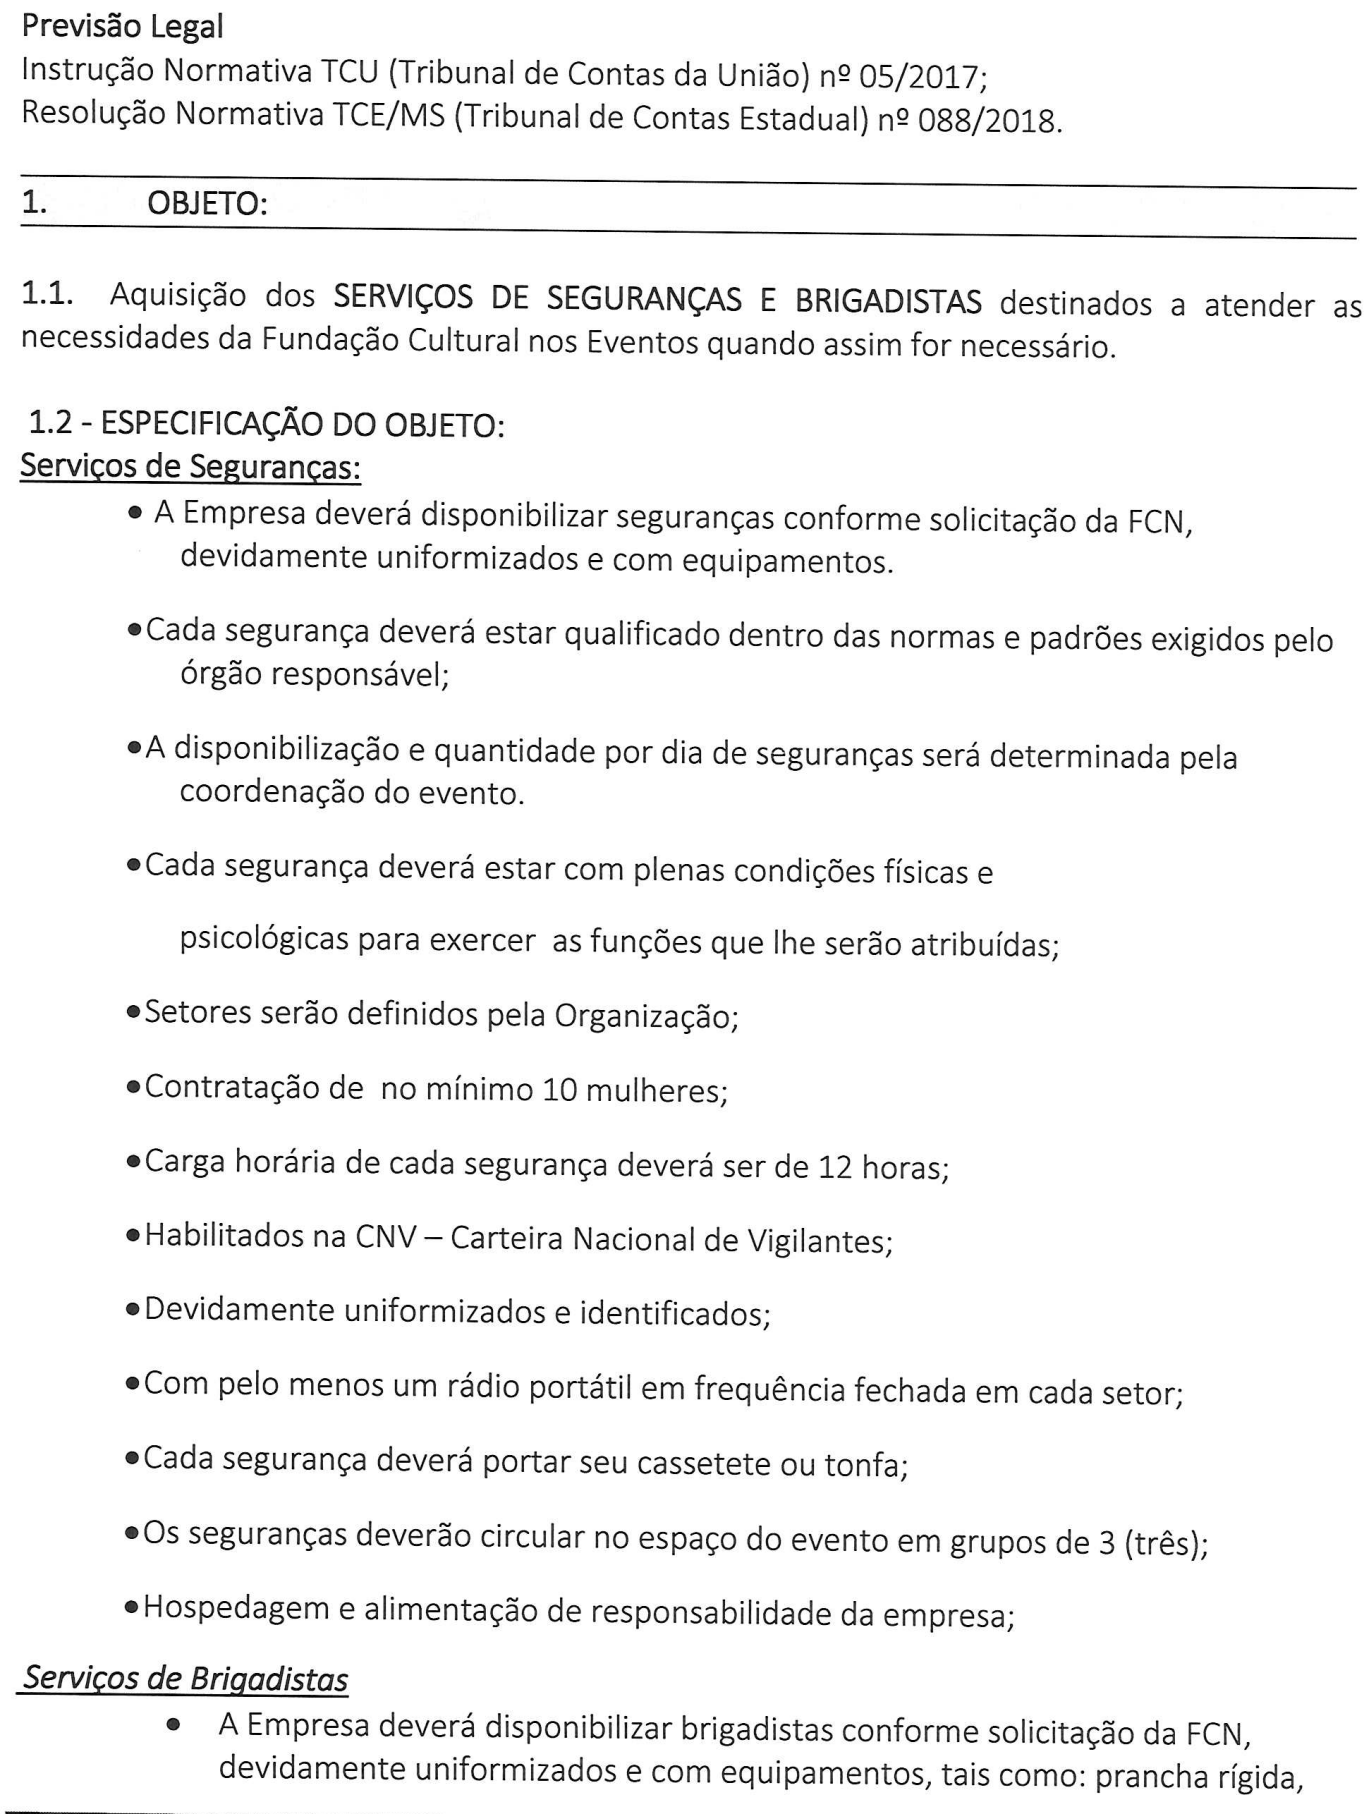 Previsão Legal
Instrução Normativa TCU (Tribunal de Contas da União) nº 05/2017;
Resolução Normativa TCE/MS (Tribunal de Contas Estadual) nº 088/2018.
1. OBJETO:
1.1. Aquisição dos SERVIÇOS DE SEGURANÇAS E BRIGADISTAS destinados a atender as
necessidades da Fundação Cultural nos Eventos quando assim for necessário.
1.2 - ESPECIFICAÇÃO DO OBJETO:
Serviços de Seguranças:
• A Empresa deverá disponibilizar seguranças conforme solicitação da FCN,
devidamente uniformizados e com equipamentos.
•Cada segurança deverá estar qualificado dentro das normas e padrões exigidos pelo
órgão responsável;
•A disponibilização e quantidade por dia de seguranças será determinada pela
coordenação do evento.
•Cada segurança deverá estar com plenas condições físicas e
psicológicas para exercer as funções que lhe serão atribuídas;
•Setores serão definidos pela Organização;
•Contratação de no mínimo 10 mulheres;
•Carga horária de cada segurança deverá ser de 12 horas;
•Habilitados na CNV – Carteira Nacional de Vigilantes;
•Devidamente uniformizados e identificados;
•Com pelo menos um rádio portátil em frequência fechada em cada setor;
•Cada segurança deverá portar seu cassetete ou tonfa;
•Os seguranças deverão circular no espaço do evento em grupos de 3 (três);
•Hospedagem e alimentação de responsabilidade da empresa;
Serviços de Brigadistas
• A Empresa deverá disponibilizar brigadistas conforme solicitação da FCN,
devidamente uniformizados e com equipamentos, tais como: prancha rígida,